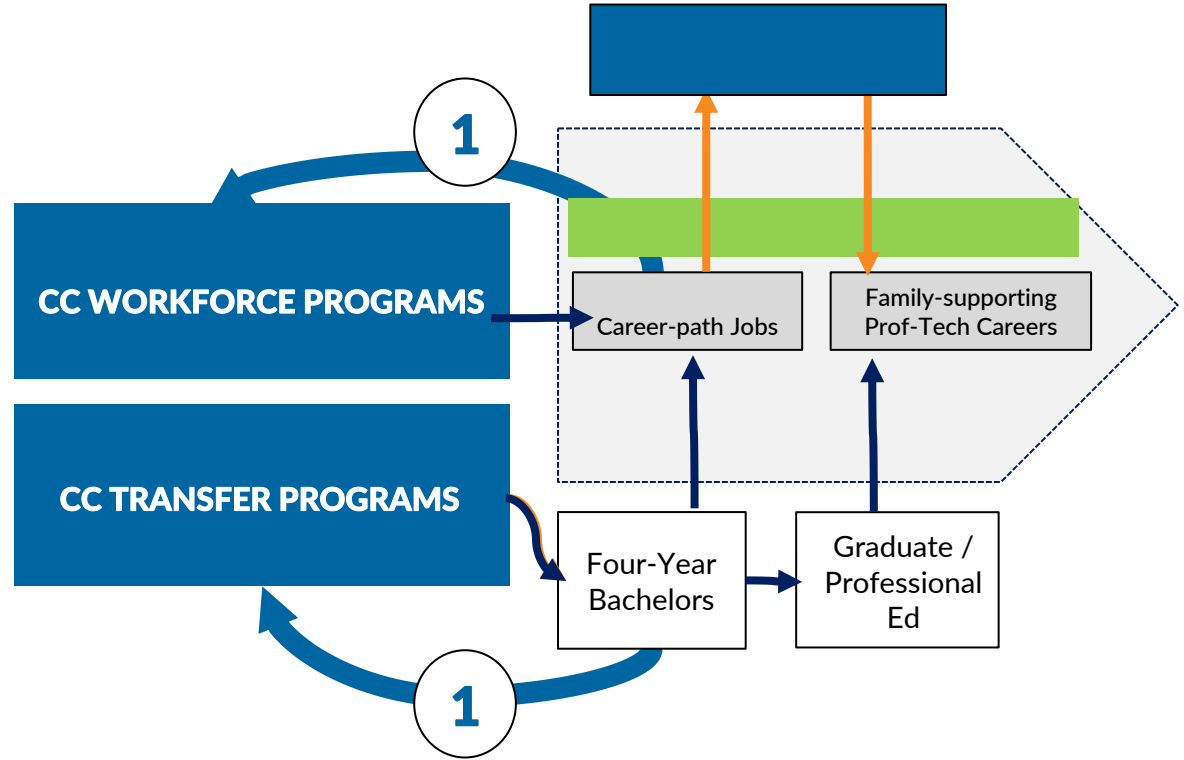 1
CC WORKFORCE PROGRAMS
Career-path Jobs
Family-supporting
Prof-Tech Careers
CC TRANSFER PROGRAMS
Four-Year
Bachelors
Graduate /
Professional
Ed
1